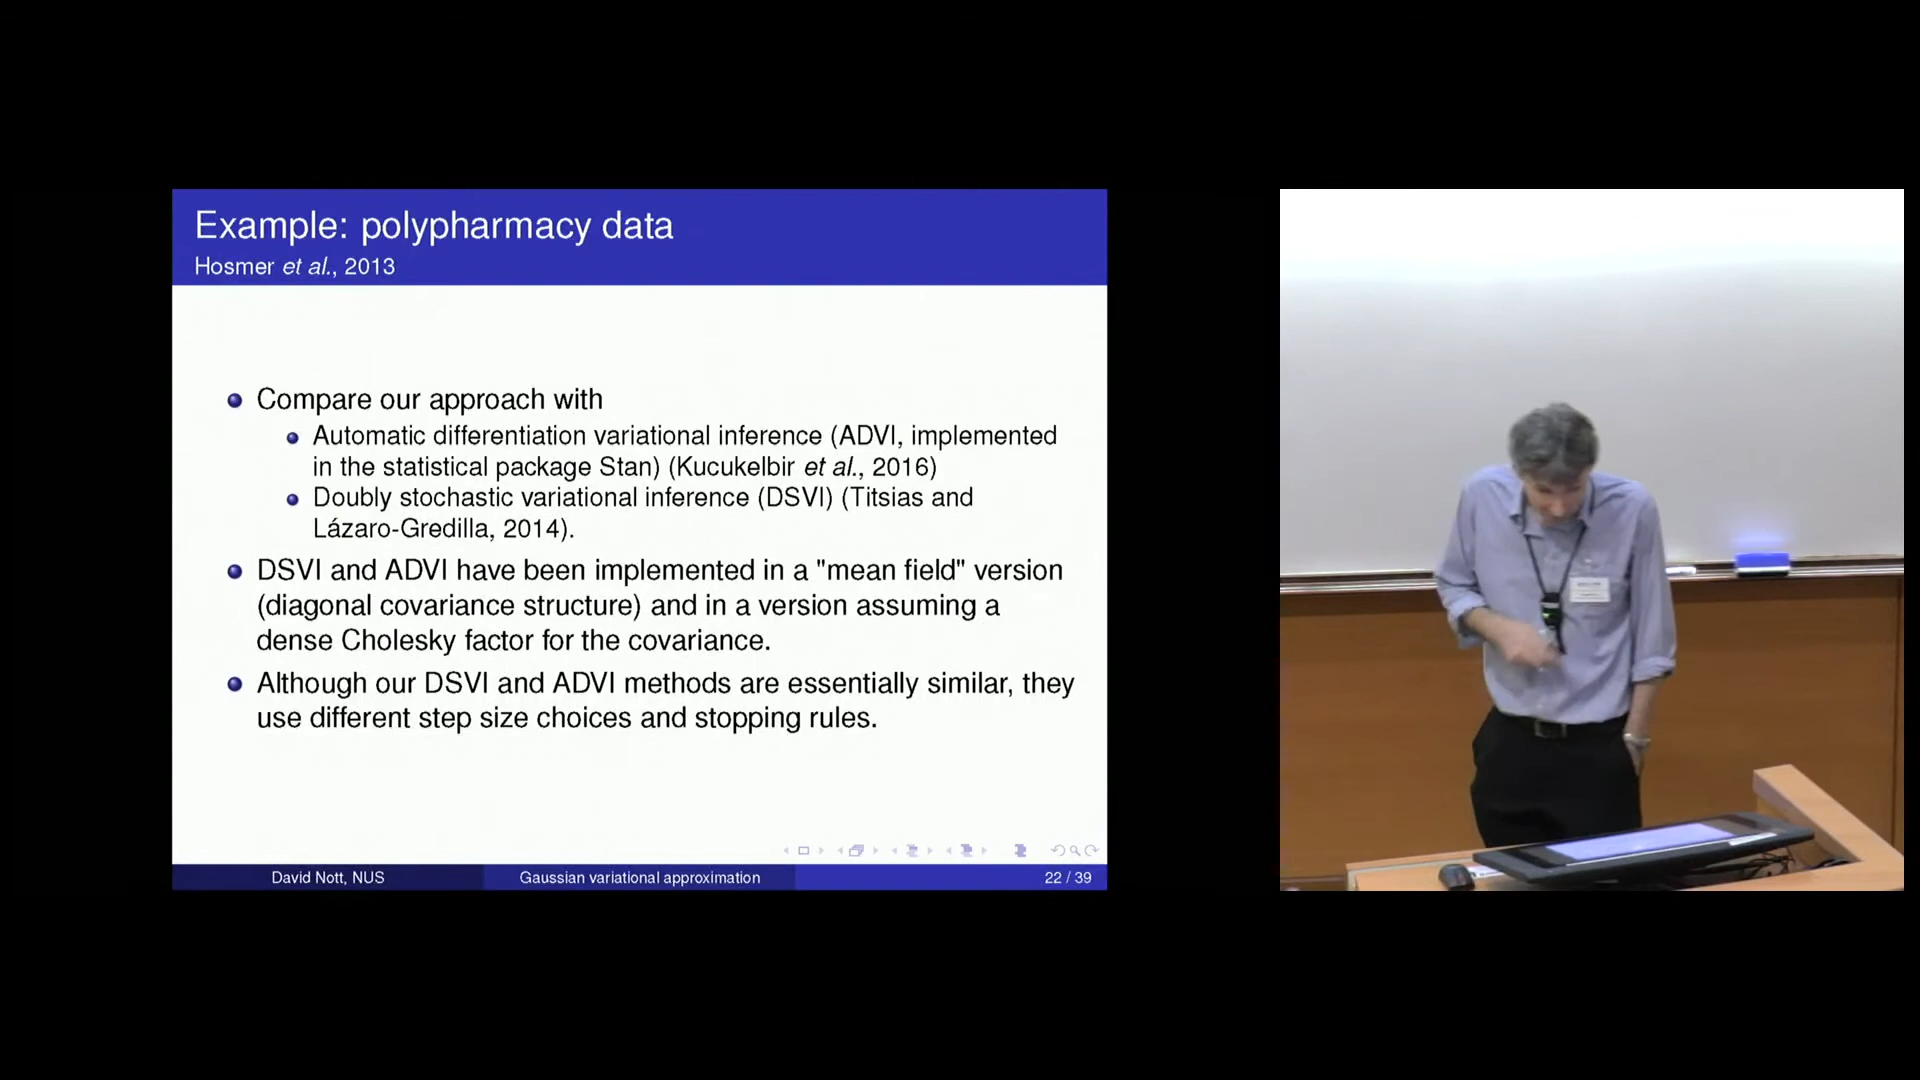 Example: polypharmacy data
Hosmer et al., 2013
Compare our approach with
Automatic differentiation variational inference (ADVI, implemented
in the statistical package Stan) (Kucukelbir et al., 2016)
Doubly stochastic variational inference (DSVI) (Titsias and
Lázaro-Gredilla, 2014).
DSVI and ADVI have been implemented in a "mean field" version
(diagonal covariance structure) and in a version assuming a
dense Cholesky factor for the covariance.
Although our DSVI and ADVI methods are essentially similar, they
use different step size choices and stopping rules.
David Nott, NUS
Gaussian variational approximation
22 / 39